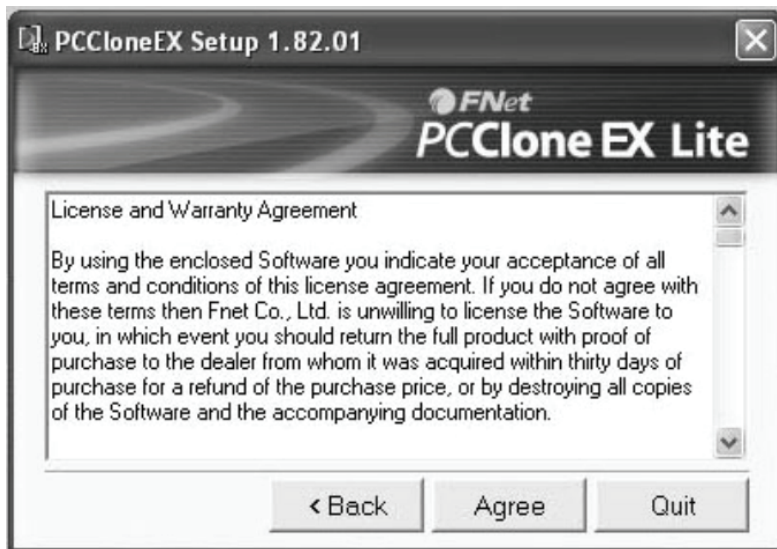 PCCloneEX Setup 1.82.01
FNet
PCClone EX Lite
License and Warranty Agreement
By using the enclosed Software you indicate your acceptance of all
terms and conditions of this license agreement. If you do not agree with
these terms then Fnet Co., Ltd. is unwilling to license the Software to
you, in which event you should return the full product with proof of
purchase to the dealer from whom it was acquired within thirty days of
purchase for a refund of the purchase price, or by destroying all copies
of the Software and the accompanying documentation.
< Back Agree Quit